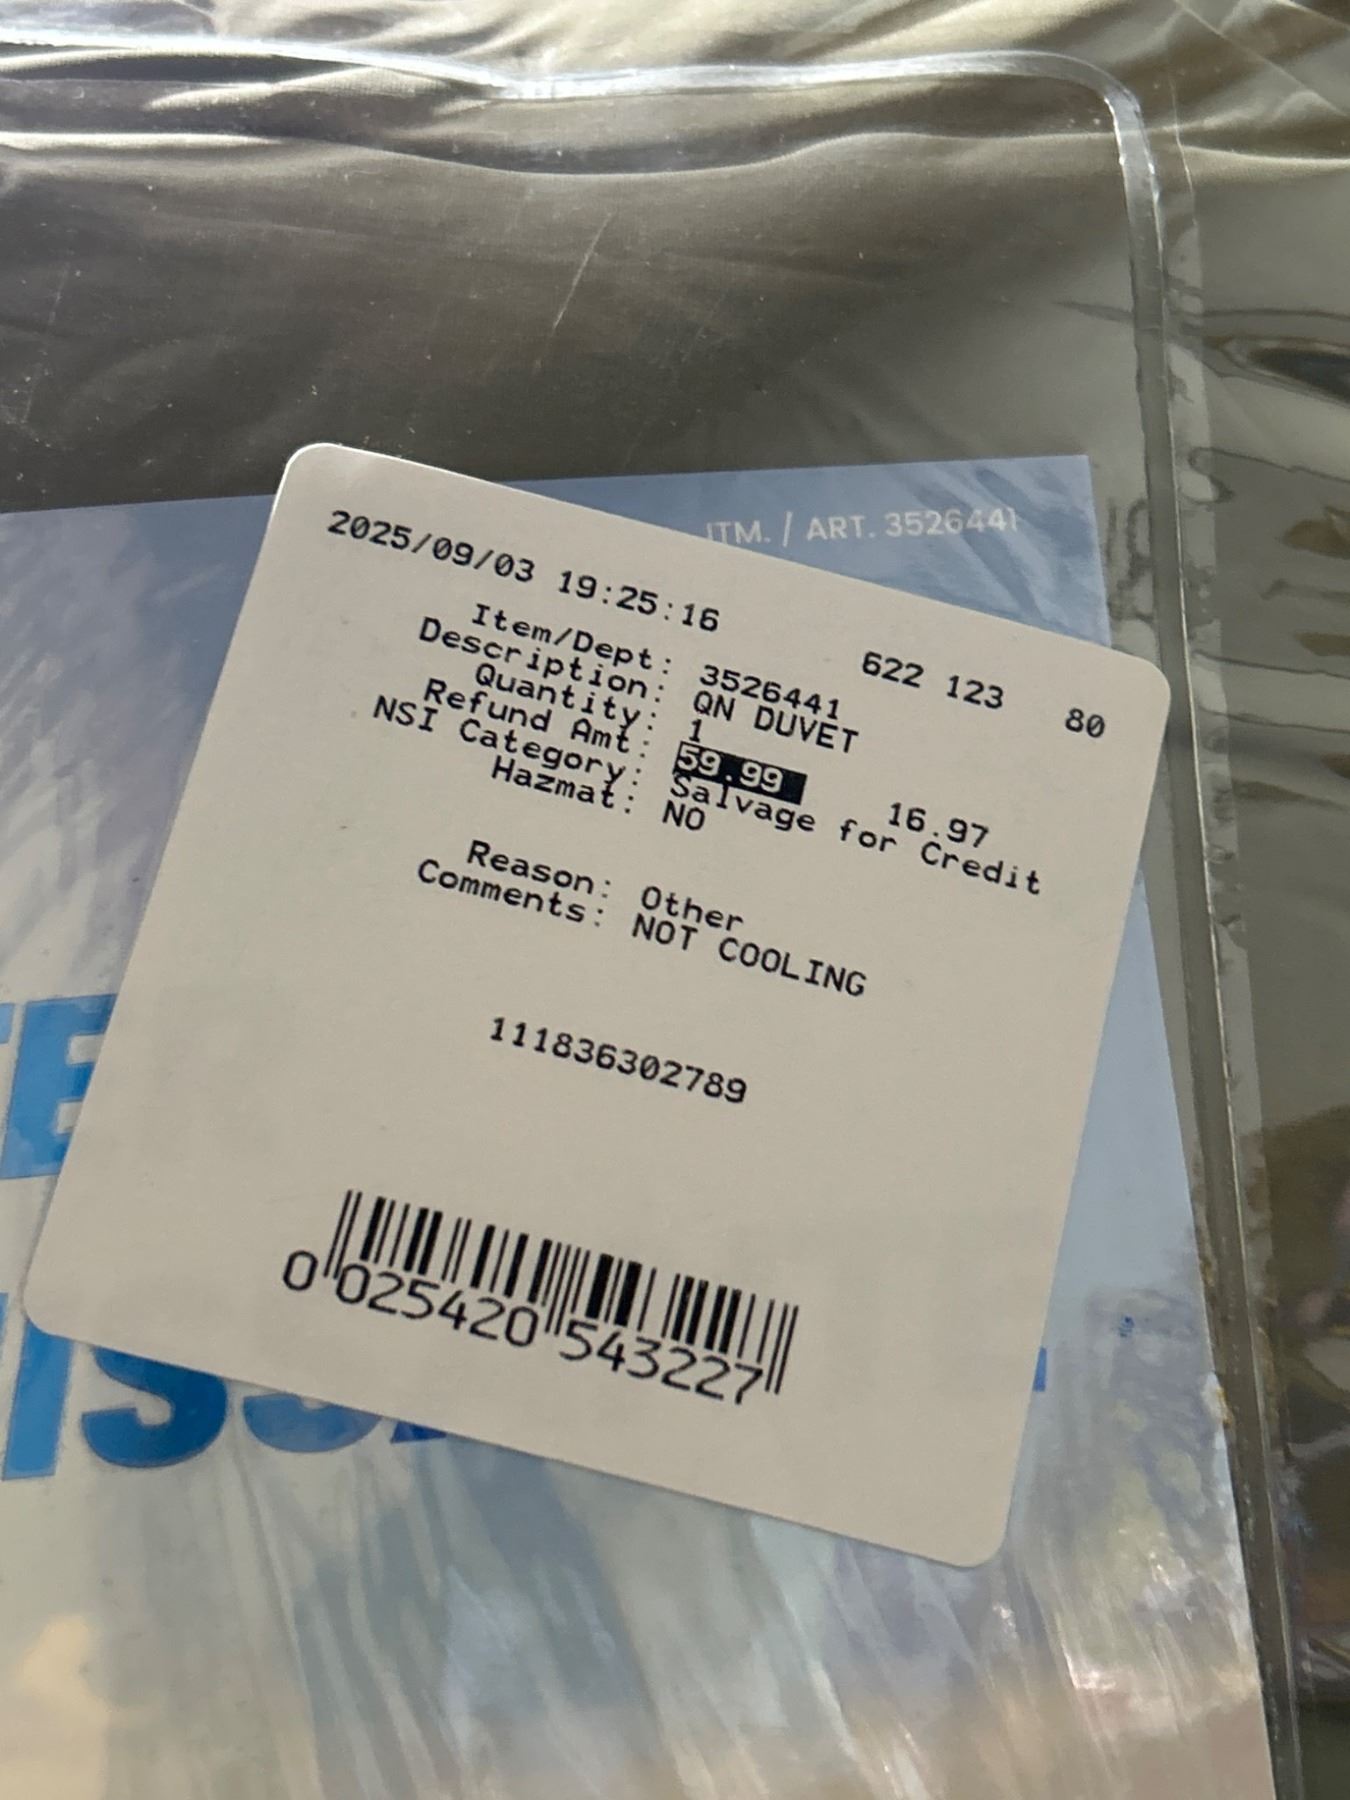 ITM. / ART. 3526441
2025/09/03 19:25:16 622 123 80
Item/Dept: 3526441
Description: QN DUVET
Quantity: 1
Refund Amt: 59.99 16.97
NSI Category: Salvage for Credit
Hazmat: NO
Reason: Other
Comments: NOT COOLING
111836302789
0 025420 543227